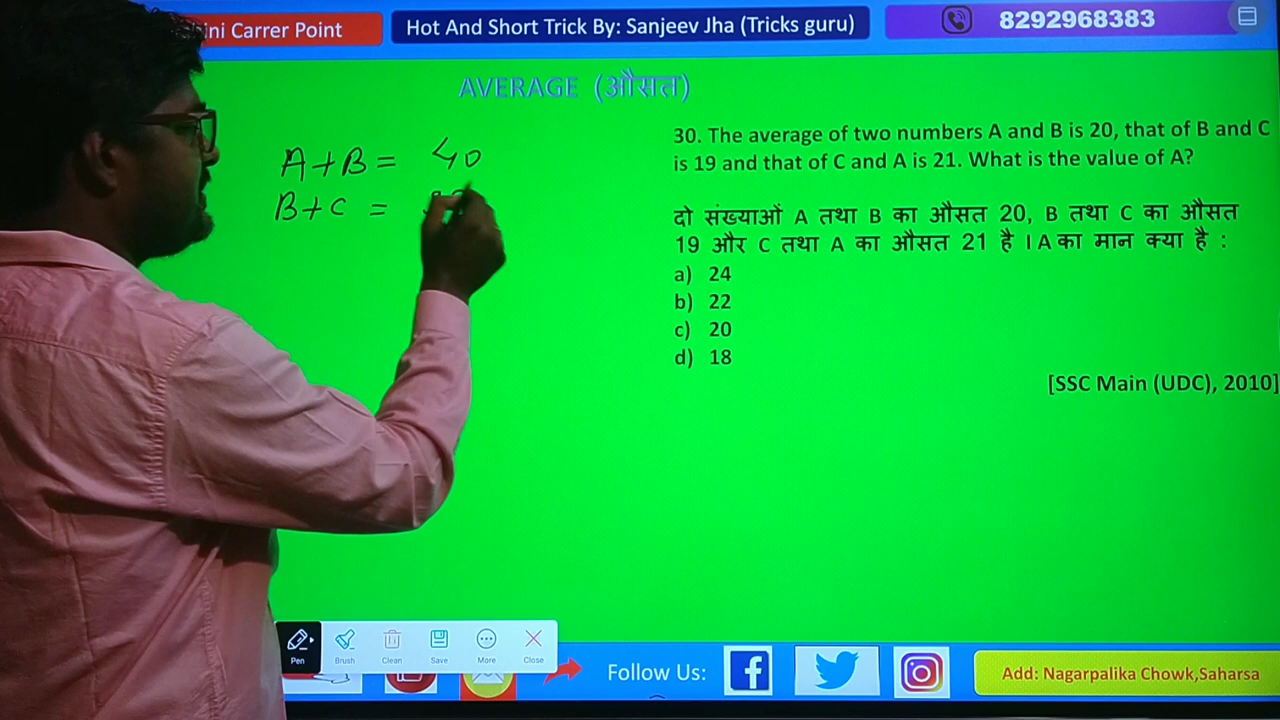 ini Carrer Point
Hot And Short Trick By: Sanjeev Jha (Tricks guru)
8292968383
AVERAGE (औसत)
A+B= 40
B+C =
30. The average of two numbers A and B is 20, that of B and C
is 19 and that of C and A is 21. What is the value of A?
दो संख्याओं A तथा B का औसत 20, B तथा C का औसत
19 और C तथा A का औसत 21 है । A का मान क्या है :
a) 24
b) 22
c) 20
d) 18
[SSC Main (UDC), 2010]
Pen
Brush
Clean
Save
More
Close
Follow Us:
Add: Nagarpalika Chowk,Saharsa